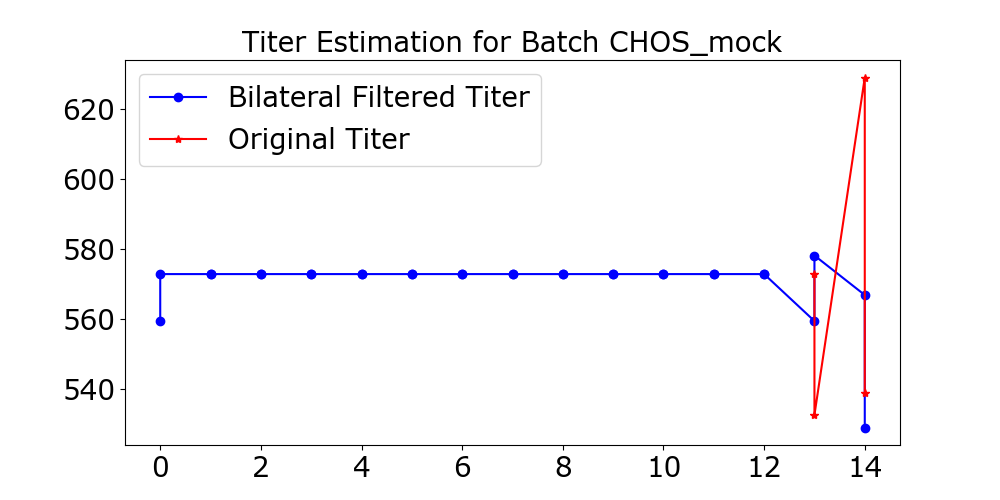 Titer Estimation for Batch CHOS_mock
Bilateral Filtered Titer
Original Titer
620
600
580
560
540
0 2 4 6 8 10 12 14